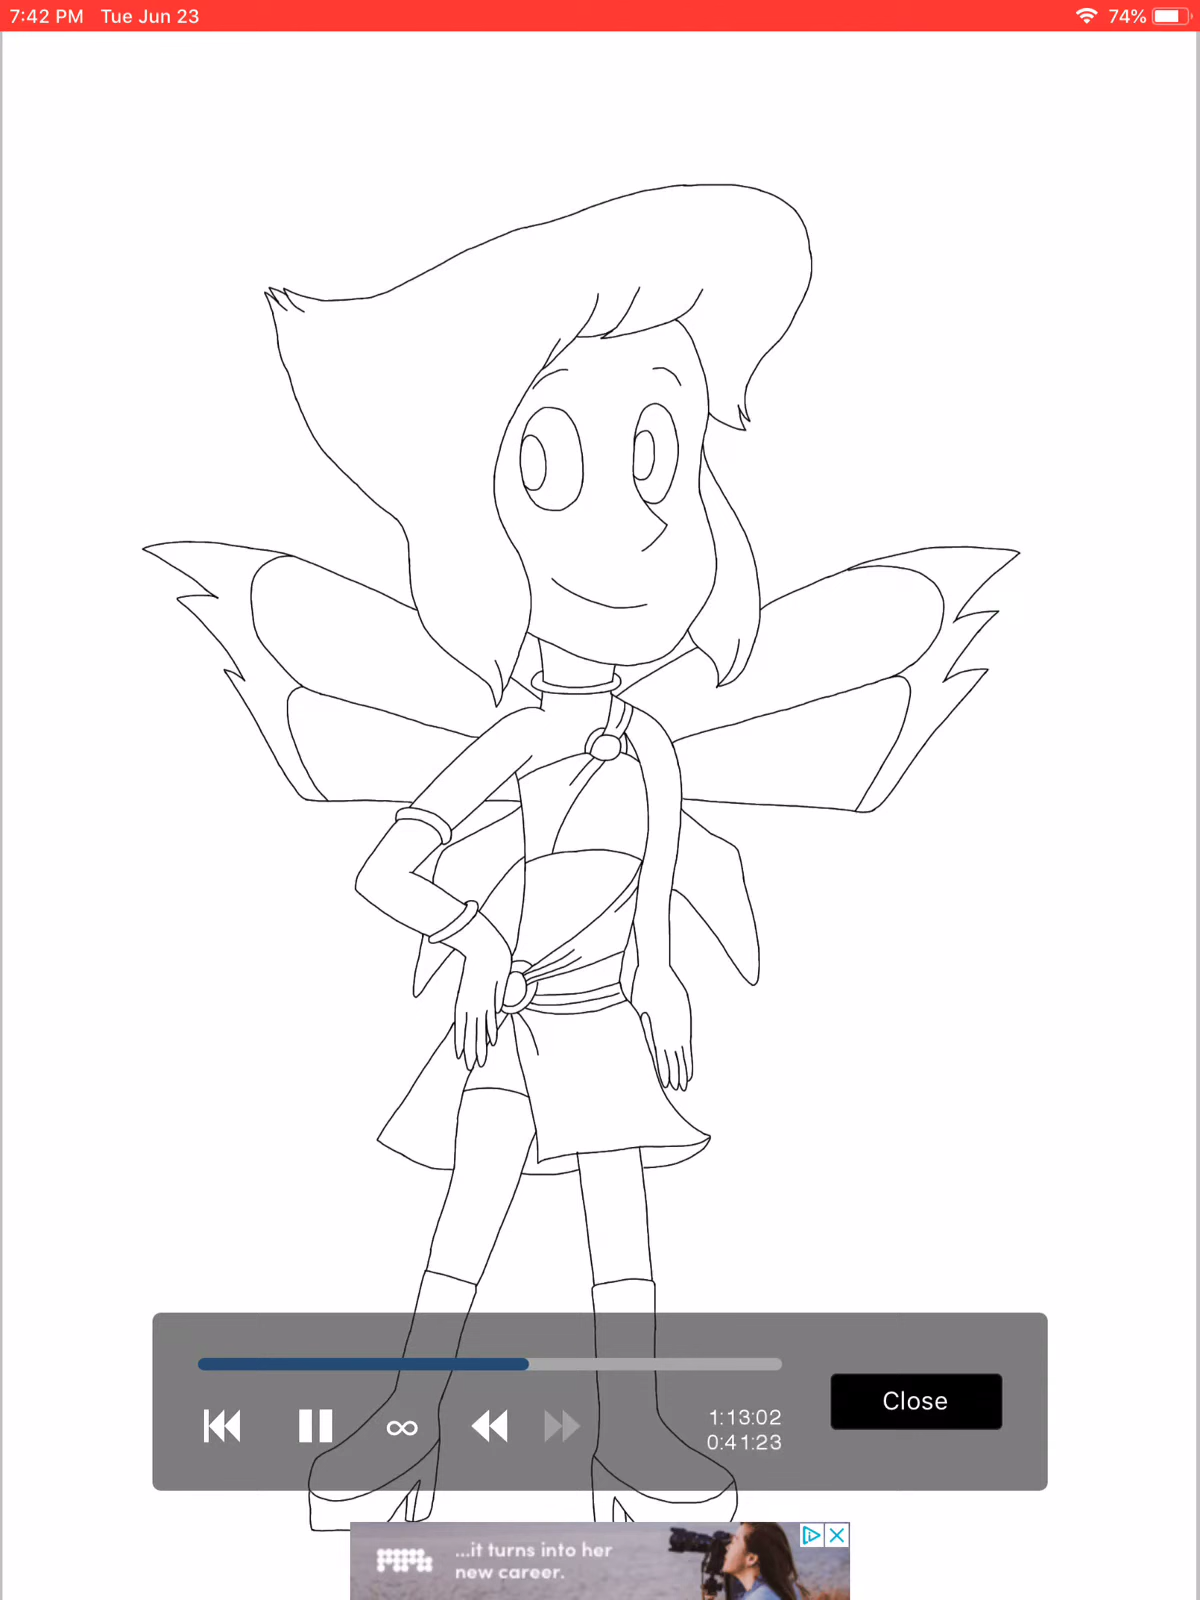 7:42 PM Tue Jun 23 74%
1:13:02
0:41:23
Close
...it turns into her
new career.